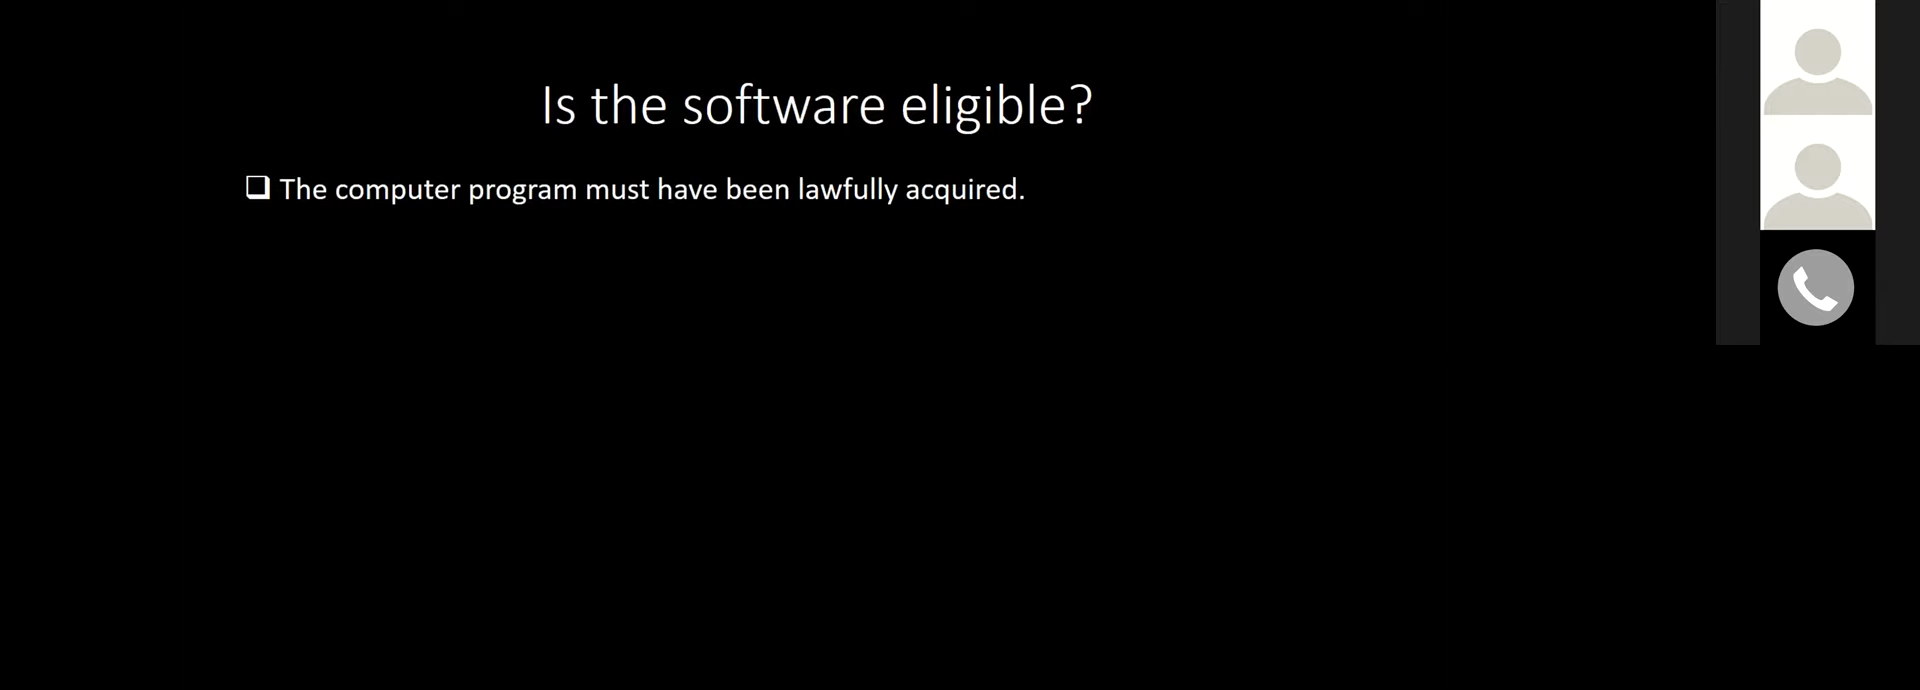 Is the software eligible?
❑ The computer program must have been lawfully acquired.